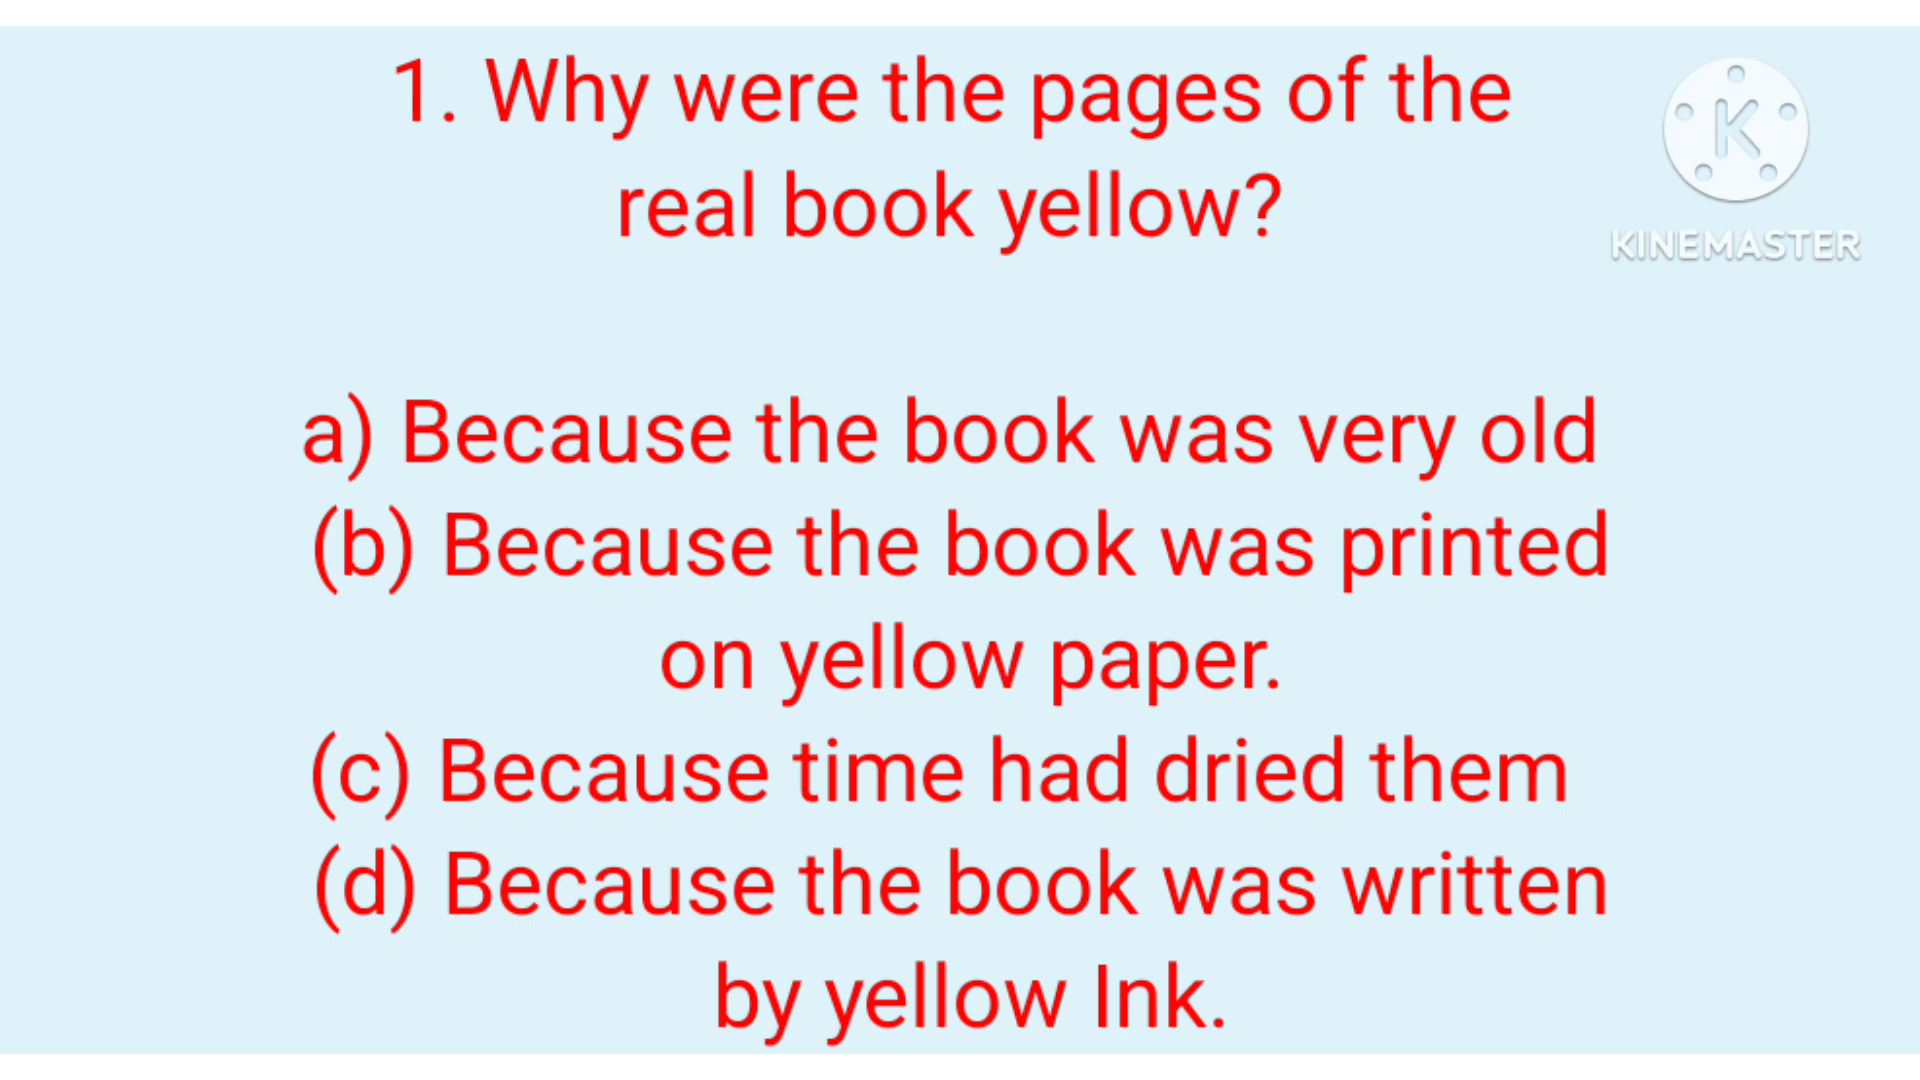 1. Why were the pages of the
real book yellow?
KINEMASTER
a) Because the book was very old
(b) Because the book was printed
on yellow paper.
(c) Because time had dried them
(d) Because the book was written
by yellow Ink.